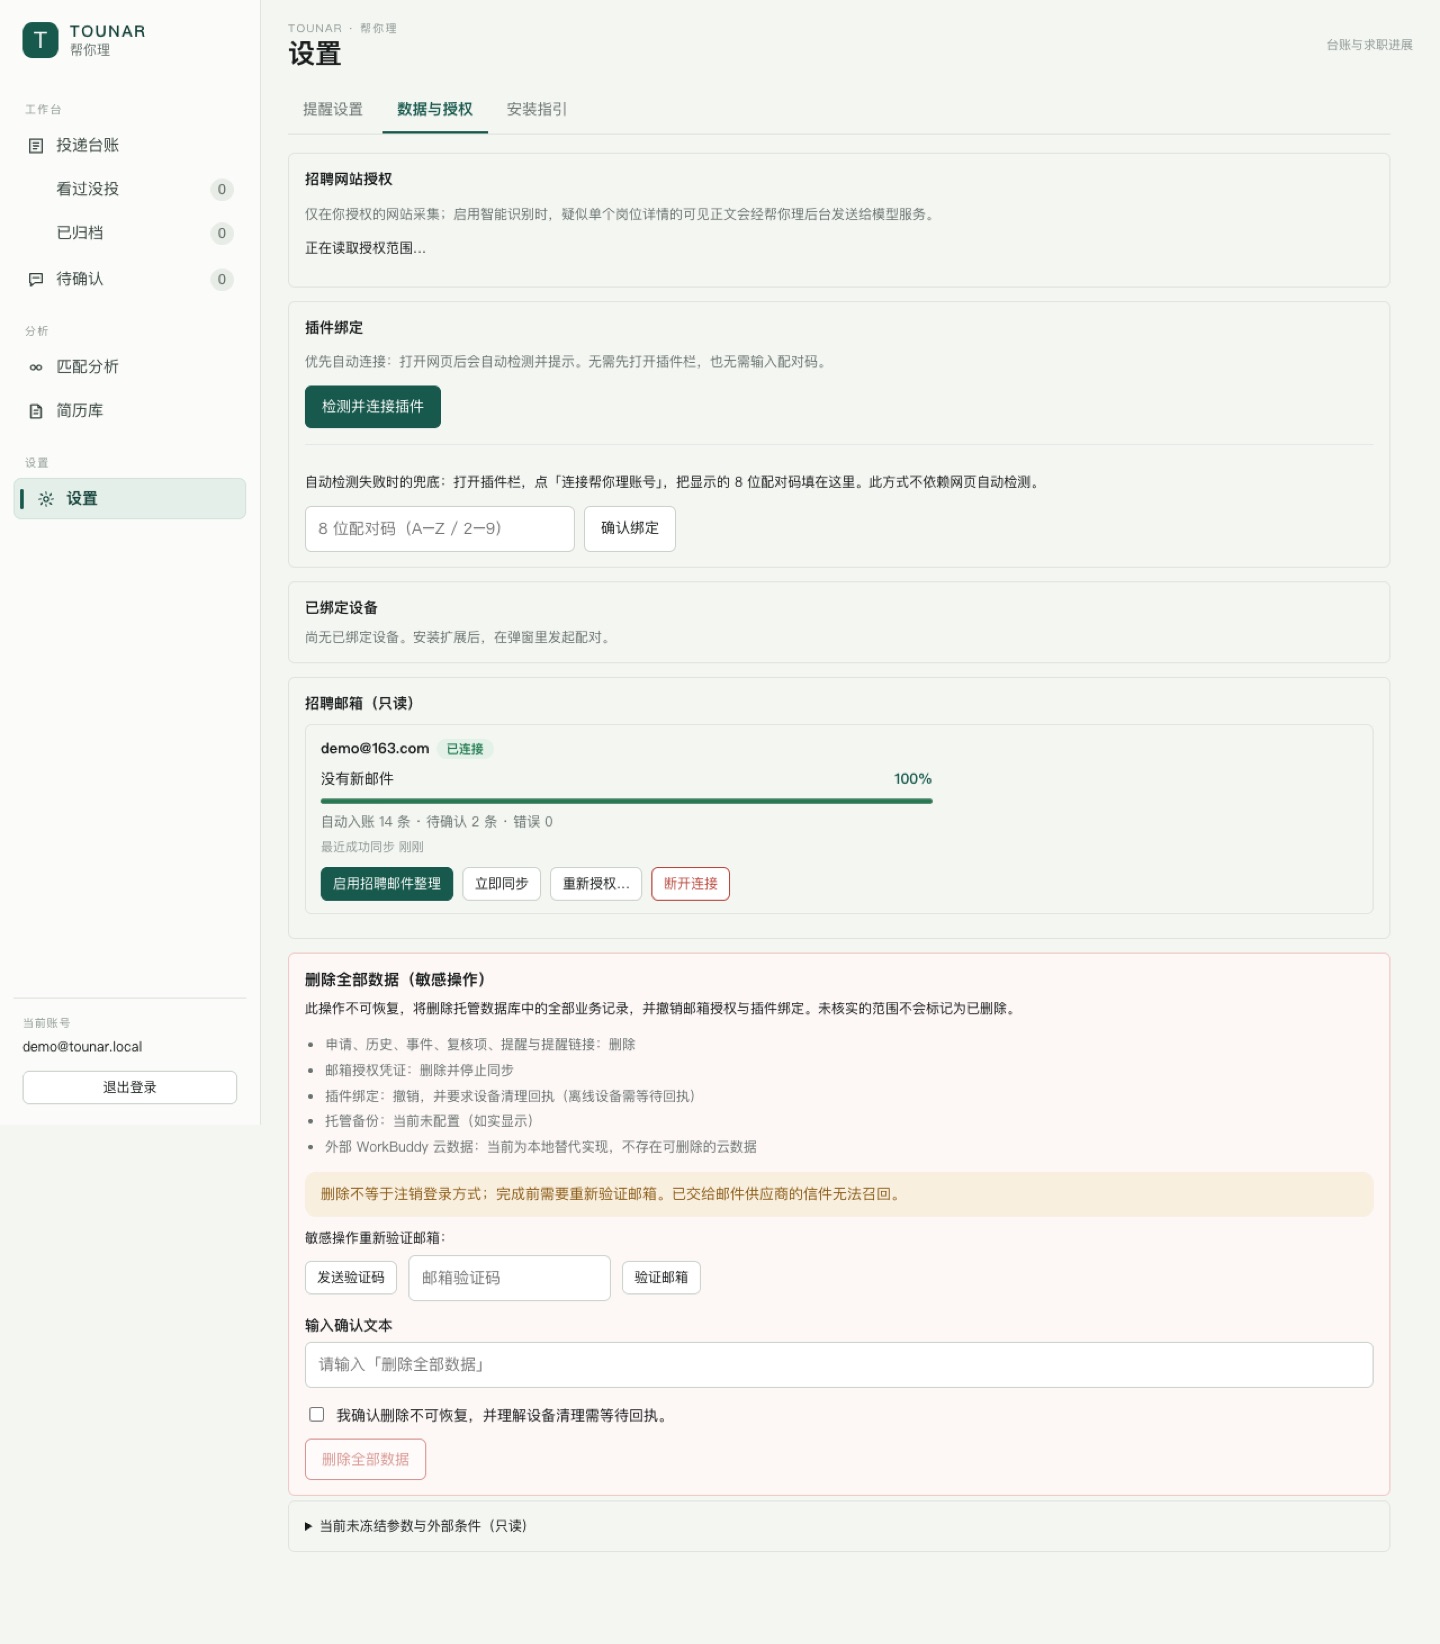 T
TOUNAR
帮你理
工作台
投递台账
看过没投 0
已归档 0
待确认 0
分析
匹配分析
简历库
设置
设置
当前账号
demo@tounar.local
退出登录
TOUNAR · 帮你理
设置
台账与求职进展
提醒设置 数据与授权 安装指引
招聘网站授权
仅在你授权的网站采集；启用智能识别时，疑似单个岗位详情的可见正文会经帮你理后台发送给模型服务。
正在读取授权范围…
插件绑定
优先自动连接：打开网页后会自动检测并提示。无需先打开插件栏，也无需输入配对码。
检测并连接插件
自动检测失败时的兜底：打开插件栏，点「连接帮你理账号」，把显示的 8 位配对码填在这里。此方式不依赖网页自动检测。
8 位配对码（A—Z / 2—9） 确认绑定
已绑定设备
尚无已绑定设备。安装扩展后，在弹窗里发起配对。
招聘邮箱（只读）
demo@163.com 已连接
没有新邮件 100%
自动入账 14 条 · 待确认 2 条 · 错误 0
最近成功同步 刚刚
启用招聘邮件整理 立即同步 重新授权… 断开连接
删除全部数据（敏感操作）
此操作不可恢复，将删除托管数据库中的全部业务记录，并撤销邮箱授权与插件绑定。未核实的范围不会标记为已删除。
• 申请、历史、事件、复核项、提醒与提醒链接：删除
• 邮箱授权凭证：删除并停止同步
• 插件绑定：撤销，并要求设备清理回执（离线设备需等待回执）
• 托管备份：当前未配置（如实显示）
• 外部 WorkBuddy 云数据：当前为本地替代实现，不存在可删除的云数据
删除不等于注销登录方式；完成前需要重新验证邮箱。已交给邮件供应商的信件无法召回。
敏感操作重新验证邮箱：
发送验证码 邮箱验证码 验证邮箱
输入确认文本
请输入「删除全部数据」
我确认删除不可恢复，并理解设备清理需等待回执。
删除全部数据
▶ 当前未冻结参数与外部条件（只读）